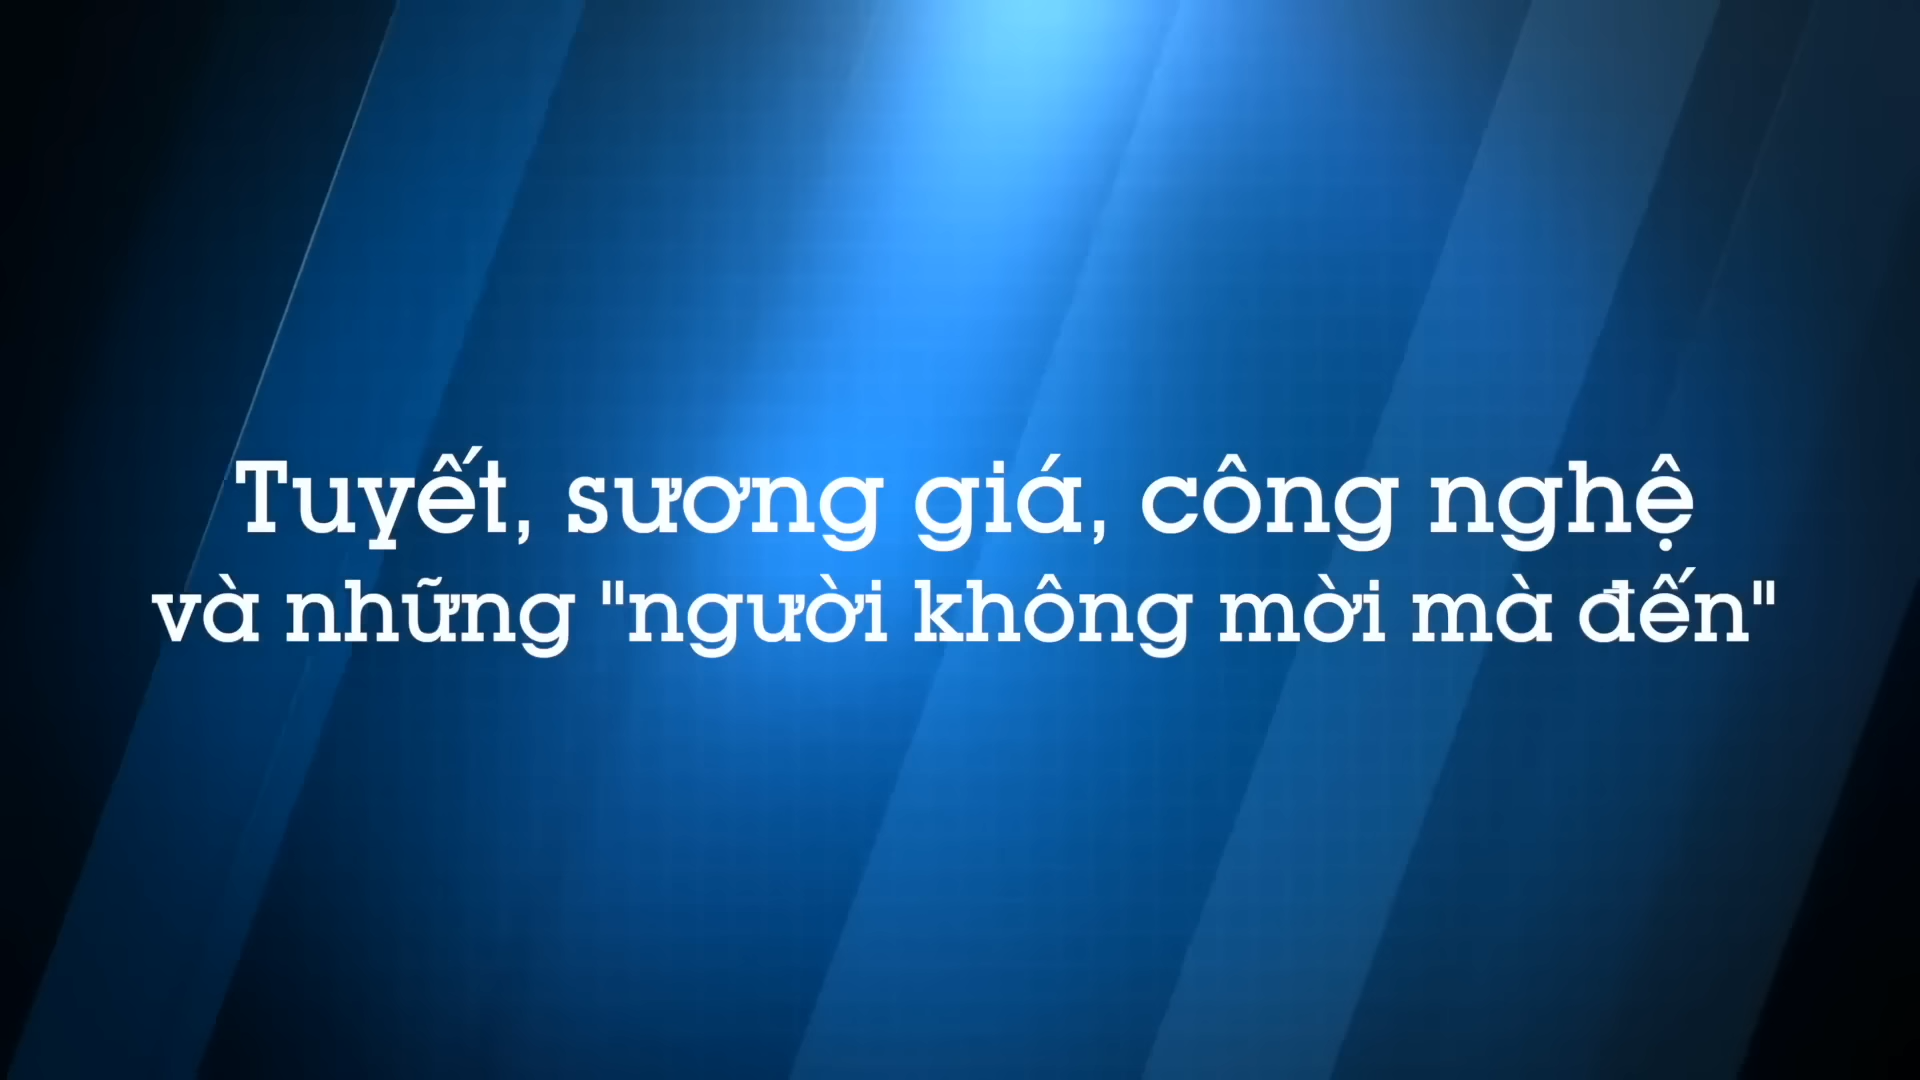 Tuyết, sương giá, công nghệ
và những "người không mời mà đến"